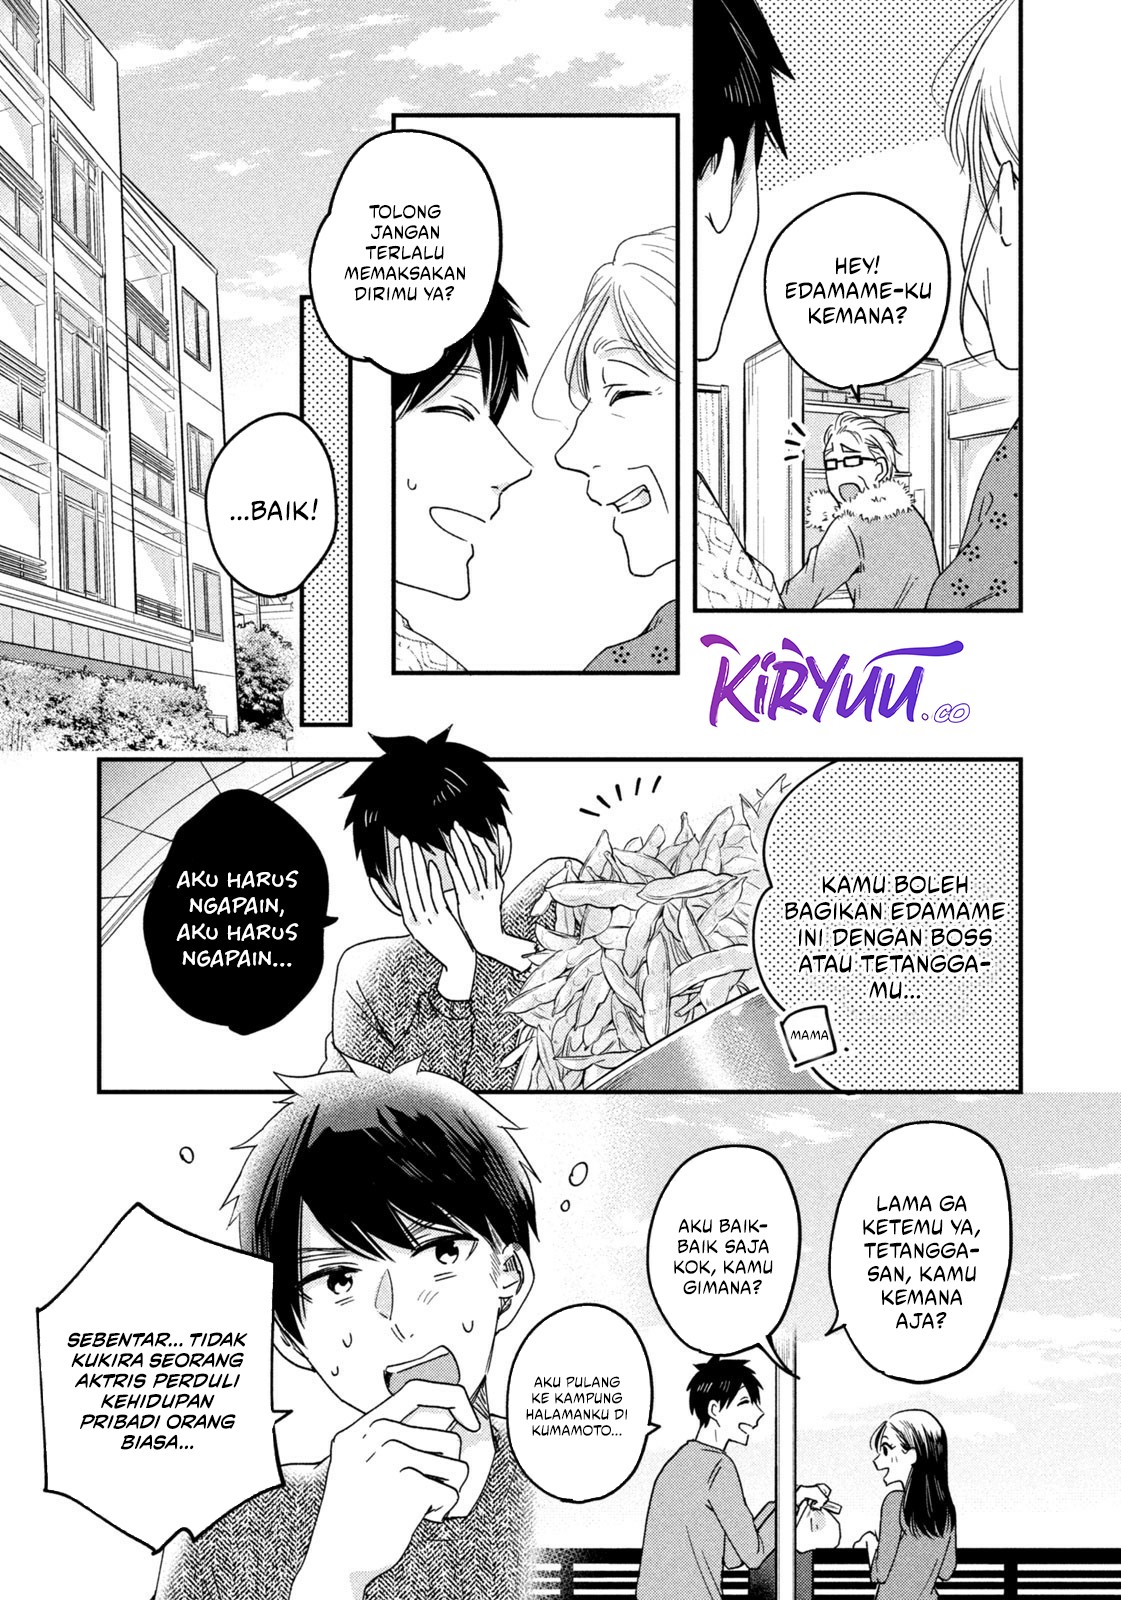 HEY!
EDAMAME-KU
KEMANA?
TOLONG
JANGAN
TERLALU
MEMAKSAKAN
DIRIMU YA?
...BAIK!
KIRYUU.CO
KAMU BOLEH
BAGIKAN EDAMAME
INI DENGAN BOSS
ATAU TETANGGA-
MU...
MAMA
AKU HARUS
NGAPAIN,
AKU HARUS
NGAPAIN...
LAMA GA
KETEMU YA,
TETANGGA-
SAN, KAMU
KEMANA
AJA?
AKU BAIK-
BAIK SAJA
KOK, KAMU
GIMANA?
AKU PULANG
KE KAMPUNG
HALAMANKU DI
KUMAMOTO...
SEBENTAR... TIDAK
KUKIRA SEORANG
AKTRIS PERDULI
KEHIDUPAN
PRIBADI ORANG
BIASA...